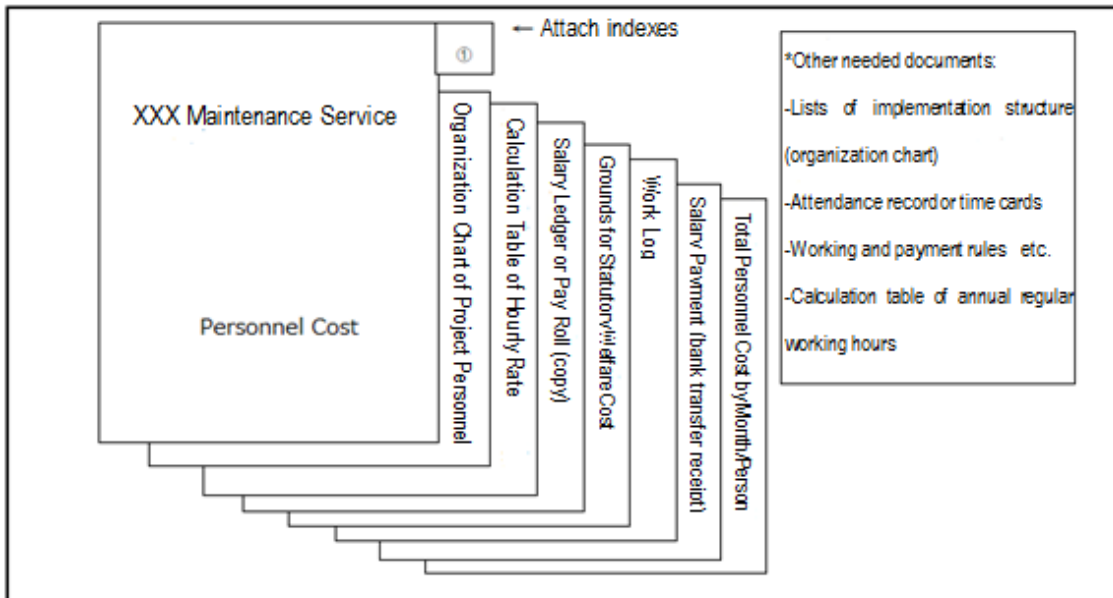 ← Attach indexes
①
XXX Maintenance Service
Personnel Cost
Organization Chart of Project Personnel
Calculation Table of Hourly Rate
Salary Ledger or Pay Roll (copy)
Grounds for Statutory Welfare Cost
Work Log
Salary Payment (bank transfer receipt)
Total Personnel Cost by Month/Person
*Other needed documents:
-Lists of implementation structure
(organization chart)
-Attendance record or time cards
-Working and payment rules etc.
-Calculation table of annual regular
working hours